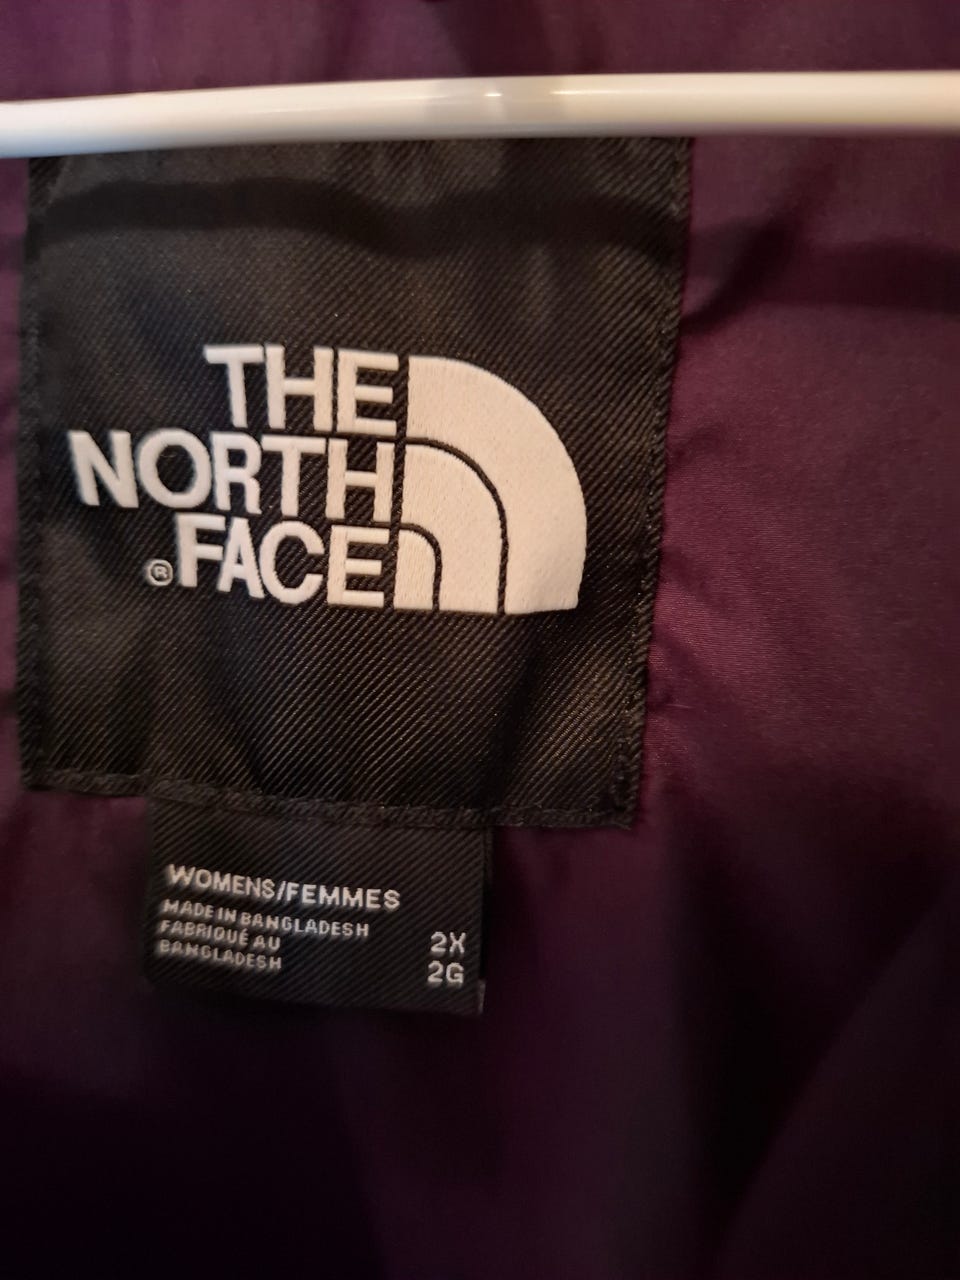 THE
NORTH
® FACE
WOMENS/FEMMES
MADE IN BANGLADESH
FABRIQUÉ AU
BANGLADESH
2X
2G